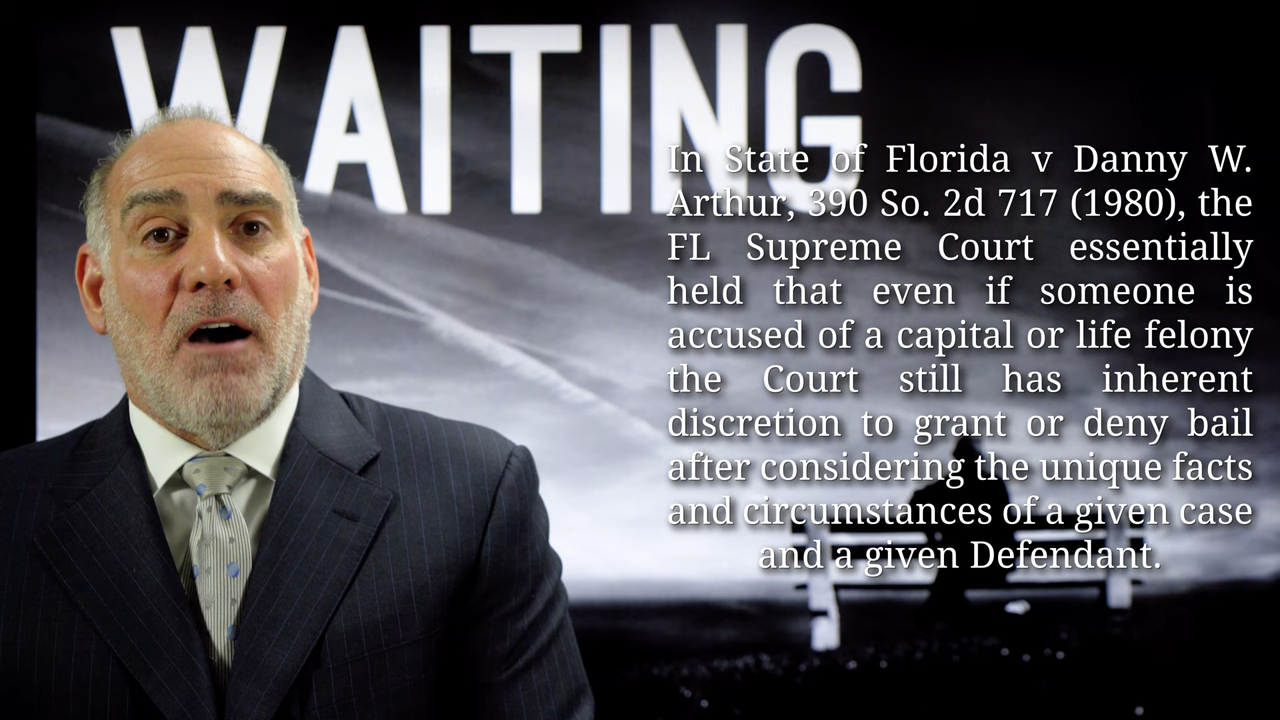 WAITING
In State of Florida v Danny W.
Arthur, 390 So. 2d 717 (1980), the
FL Supreme Court essentially
held that even if someone is
accused of a capital or life felony
the Court still has inherent
discretion to grant or deny bail
after considering the unique facts
and circumstances of a given case
and a given Defendant.